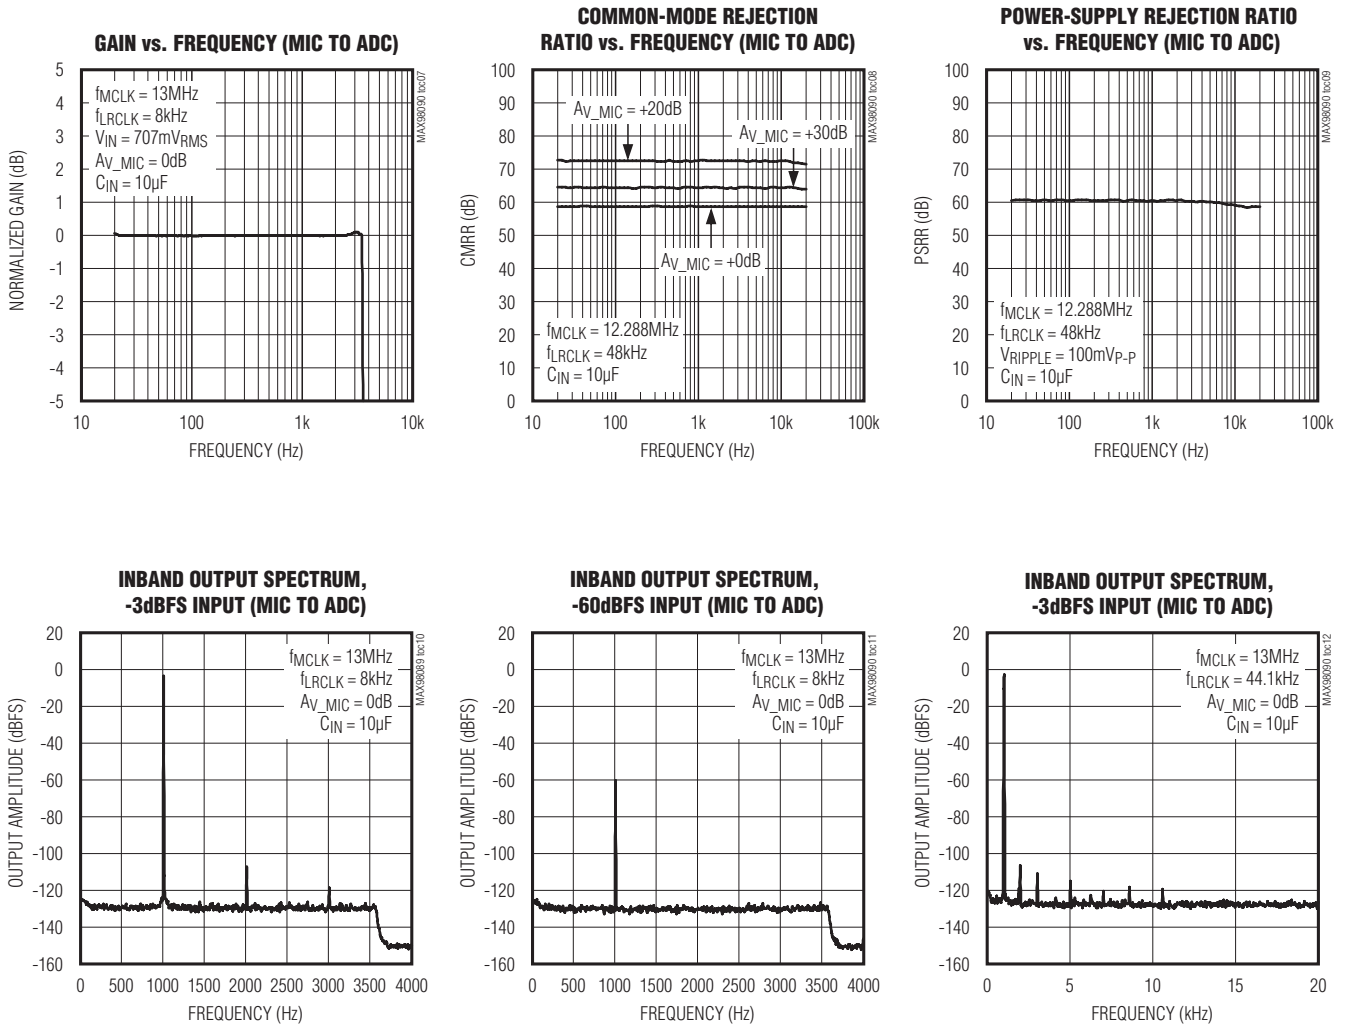 GAIN vs. FREQUENCY (MIC TO ADC)
NORMALIZED GAIN (dB)
5
4
3
2
1
0
-1
-2
-3
-4
-5
fMCLK = 13MHz
fLRCLK = 8kHz
VIN = 707mVRMS
AV_MIC = 0dB
CIN = 10µF
MAX98090 toc07
10 100 1k 10k
FREQUENCY (Hz)
COMMON-MODE REJECTION
RATIO vs. FREQUENCY (MIC TO ADC)
CMRR (dB)
100
90
80
70
60
50
40
30
20
10
0
AV_MIC = +20dB
AV_MIC = +30dB
AV_MIC = +0dB
fMCLK = 12.288MHz
fLRCLK = 48kHz
CIN = 10µF
MAX98090 toc08
10 100 1k 10k 100k
FREQUENCY (Hz)
POWER-SUPPLY REJECTION RATIO
vs. FREQUENCY (MIC TO ADC)
PSRR (dB)
100
90
80
70
60
50
40
30
20
10
0
fMCLK = 12.288MHz
fLRCLK = 48kHz
VRIPPLE = 100mVP-P
CIN = 10µF
MAX98090 toc09
10 100 1k 10k 100k
FREQUENCY (Hz)
INBAND OUTPUT SPECTRUM,
-3dBFS INPUT (MIC TO ADC)
OUTPUT AMPLITUDE (dBFS)
20
0
-20
-40
-60
-80
-100
-120
-140
-160
fMCLK = 13MHz
fLRCLK = 8kHz
AV_MIC = 0dB
CIN = 10µF
MAX98089 toc10
0 500 1000 1500 2000 2500 3000 3500 4000
FREQUENCY (Hz)
INBAND OUTPUT SPECTRUM,
-60dBFS INPUT (MIC TO ADC)
OUTPUT AMPLITUDE (dBFS)
20
0
-20
-40
-60
-80
-100
-120
-140
-160
fMCLK = 13MHz
fLRCLK = 8kHz
AV_MIC = 0dB
CIN = 10µF
MAX98090 toc11
0 500 1000 1500 2000 2500 3000 3500 4000
FREQUENCY (Hz)
INBAND OUTPUT SPECTRUM,
-3dBFS INPUT (MIC TO ADC)
OUTPUT AMPLITUDE (dBFS)
20
0
-20
-40
-60
-80
-100
-120
-140
-160
fMCLK = 13MHz
fLRCLK = 44.1kHz
AV_MIC = 0dB
CIN = 10µF
MAX98090 toc12
0 5 10 15 20
FREQUENCY (kHz)